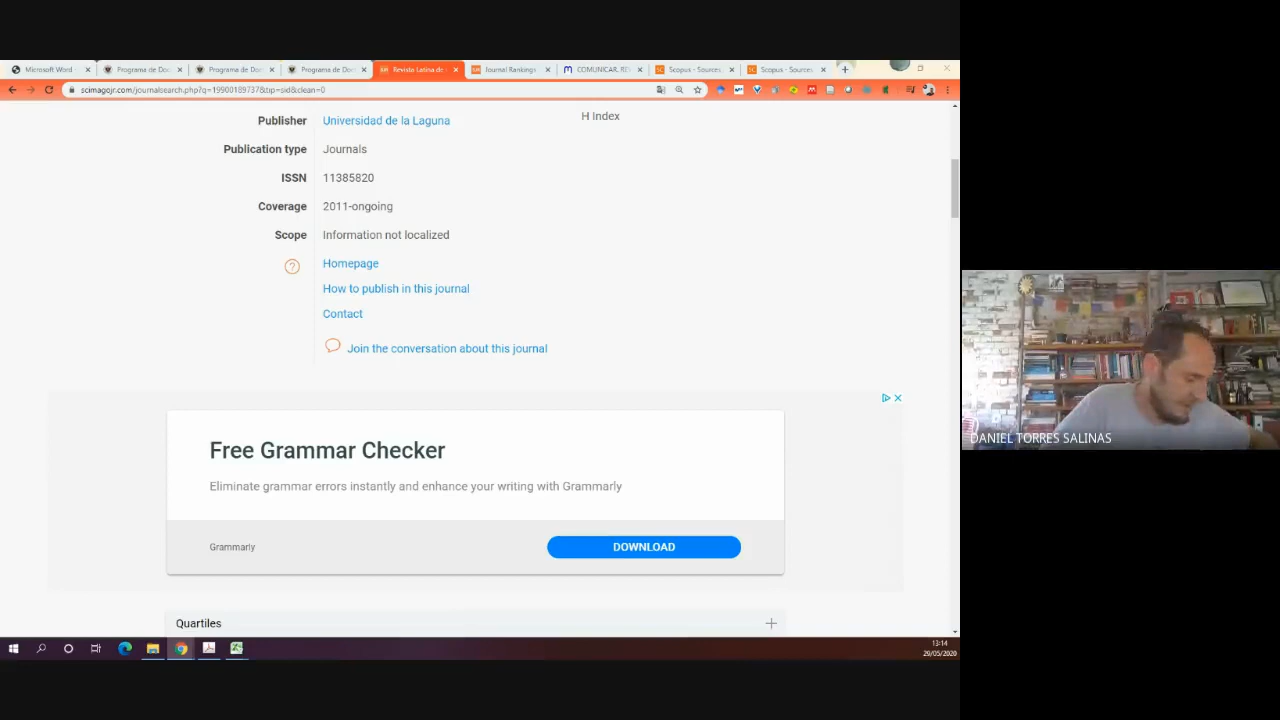 Microsoft Word -
Programa de Doc
Programa de Doc
Programa de Doc
Revista Latina de
Journal Rankings
COMUNICAR. RE
Scopus - Sources
Scopus - Sources
scimagojr.com/journalsearch.php?q=19900189737&tip=sid&clean=0
Publisher Universidad de la Laguna
H Index
Publication type Journals
ISSN 11385820
Coverage 2011-ongoing
Scope Information not localized
Homepage
How to publish in this journal
Contact
Join the conversation about this journal
Free Grammar Checker
Eliminate grammar errors instantly and enhance your writing with Grammarly
Grammarly
DOWNLOAD
Quartiles
13:14
29/05/2020
DANIEL TORRES SALINAS